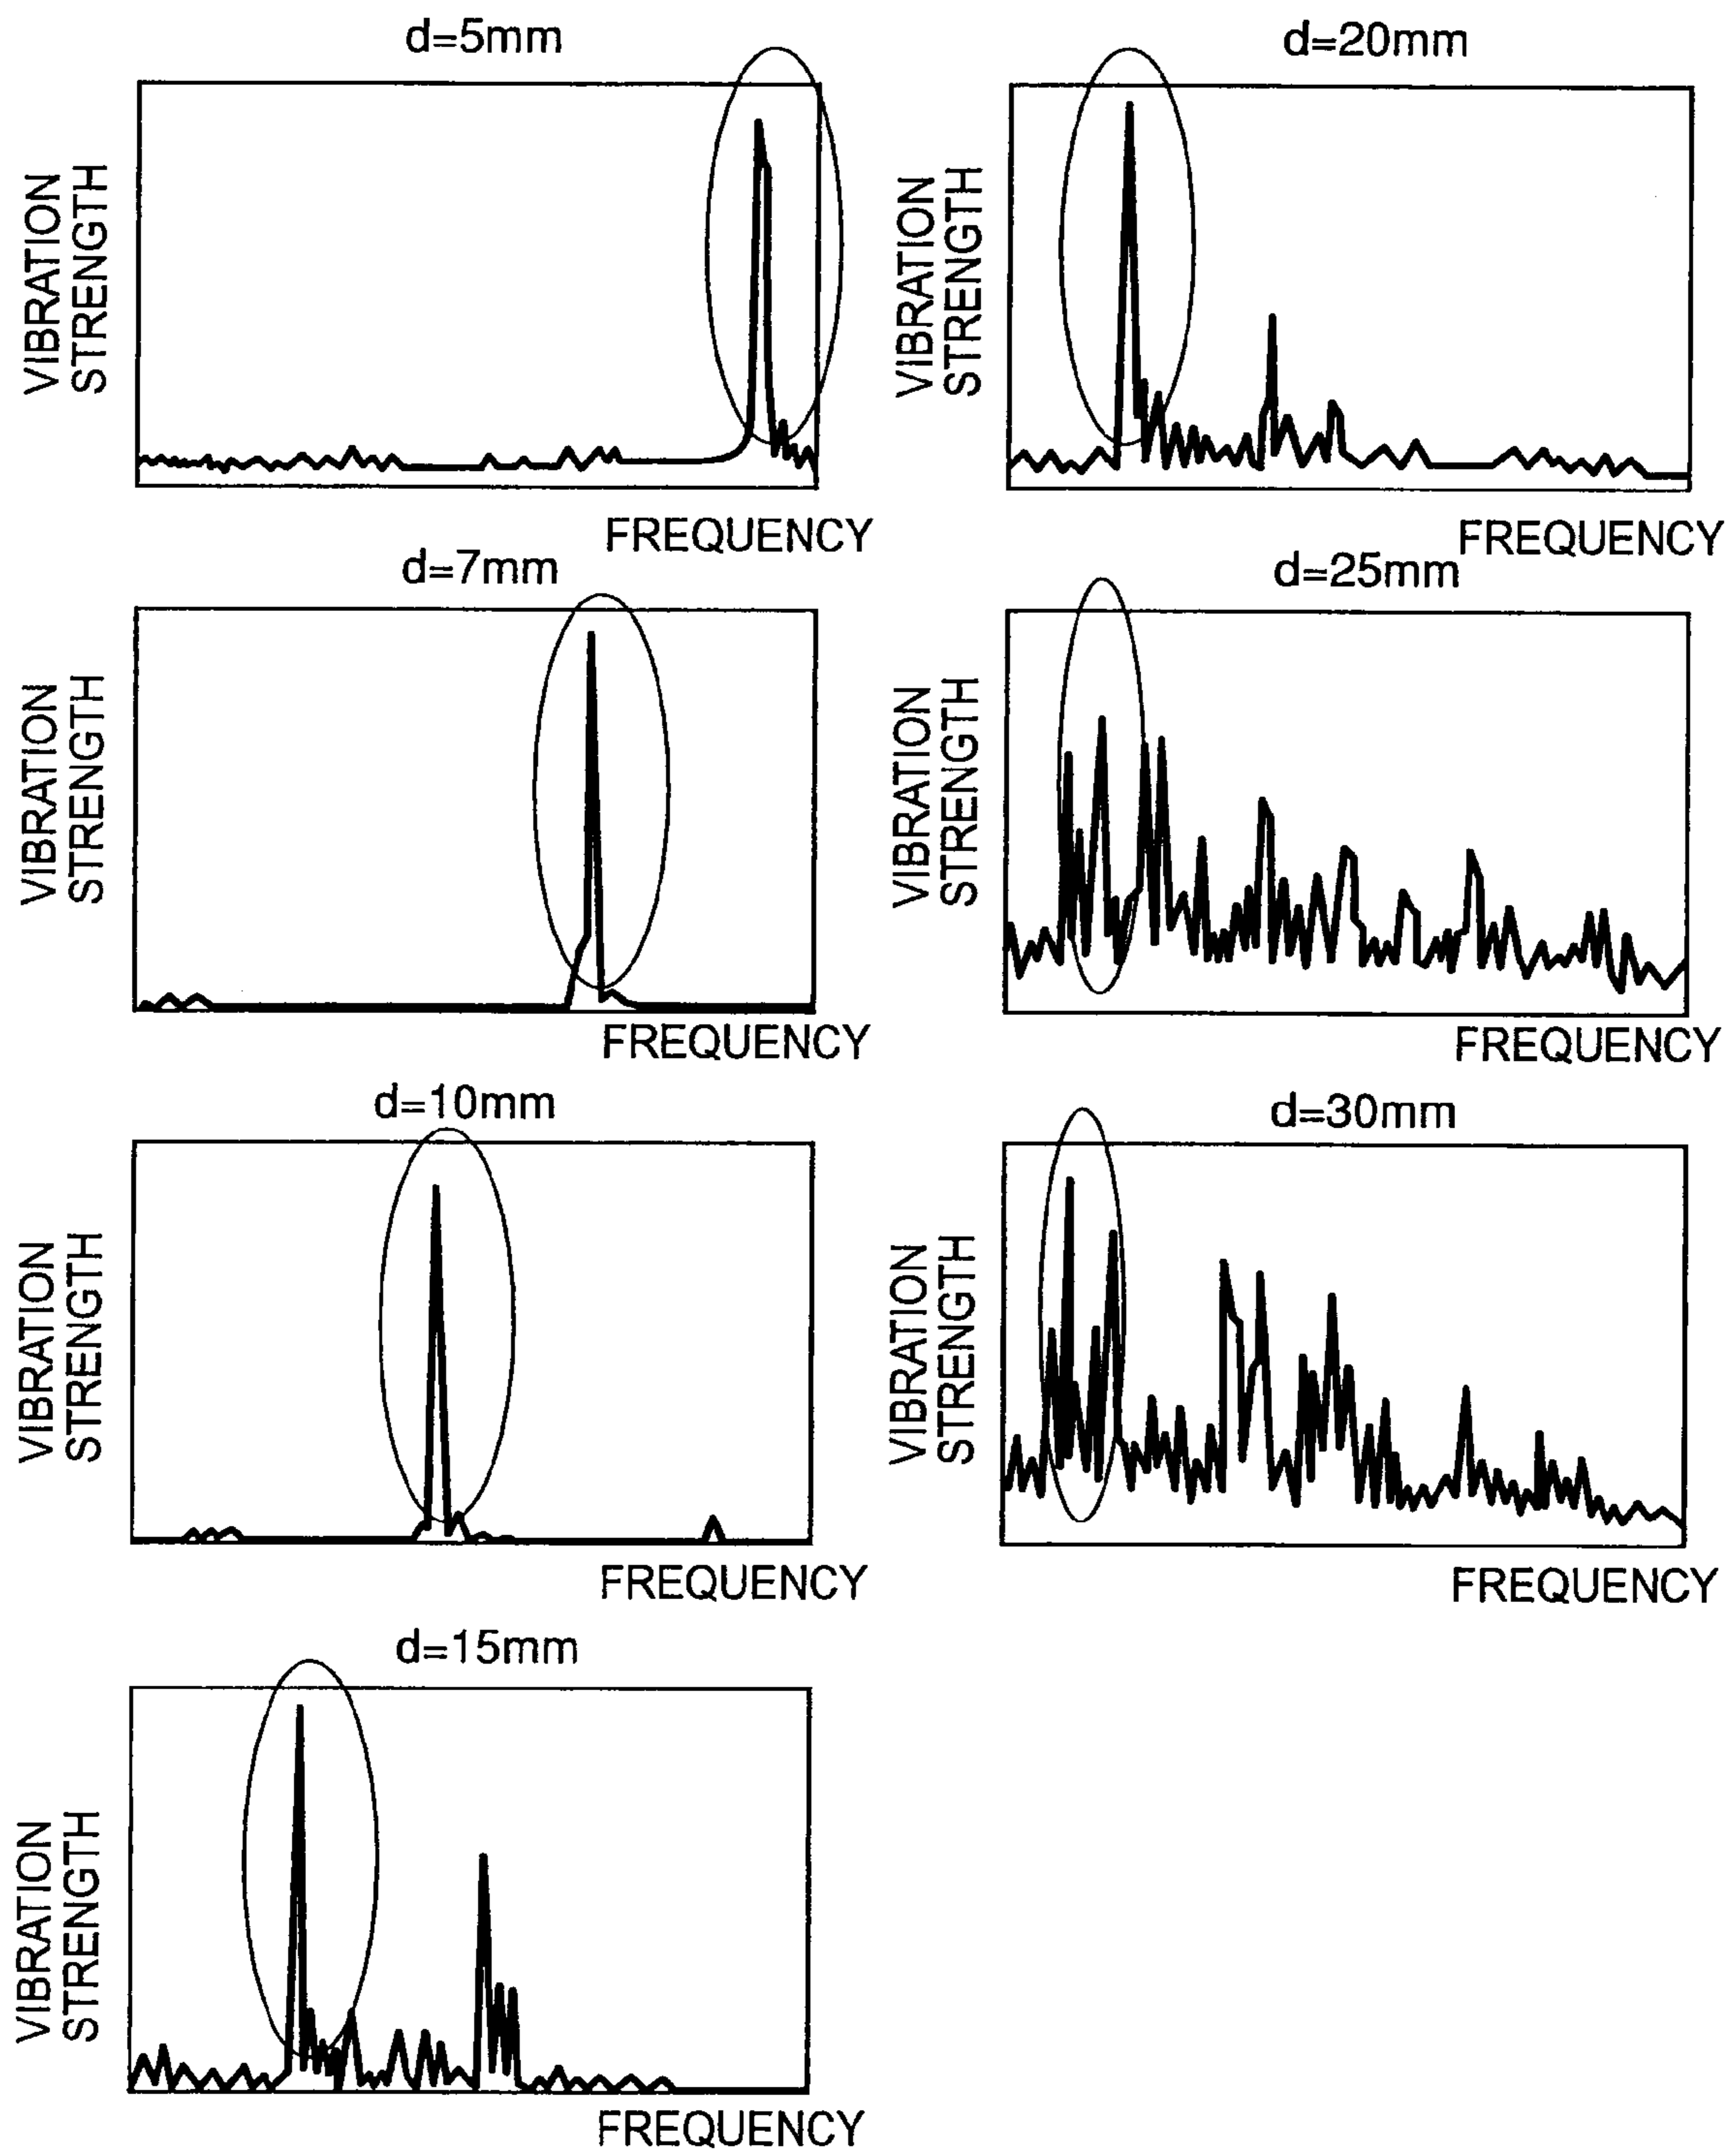 d=5mm
VIBRATION
STRENGTH
FREQUENCY
d=7mm
VIBRATION
STRENGTH
FREQUENCY
d=10mm
VIBRATION
STRENGTH
FREQUENCY
d=15mm
VIBRATION
STRENGTH
FREQUENCY
d=20mm
VIBRATION
STRENGTH
FREQUENCY
d=25mm
VIBRATION
STRENGTH
FREQUENCY
d=30mm
VIBRATION
STRENGTH
FREQUENCY